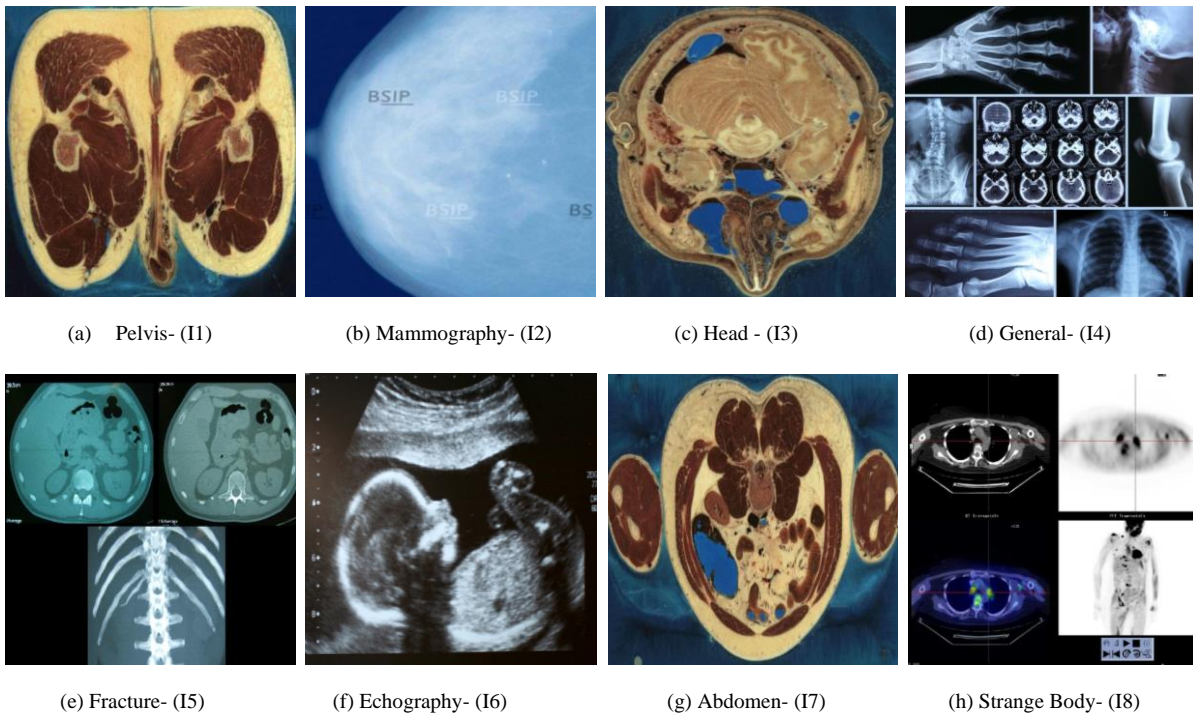 BSIP
BSIP
BSIP
BS
(a) Pelvis- (I1)
(b) Mammography- (I2)
(c) Head - (I3)
(d) General- (I4)
(e) Fracture- (I5)
(f) Echography- (I6)
(g) Abdomen- (I7)
(h) Strange Body- (I8)